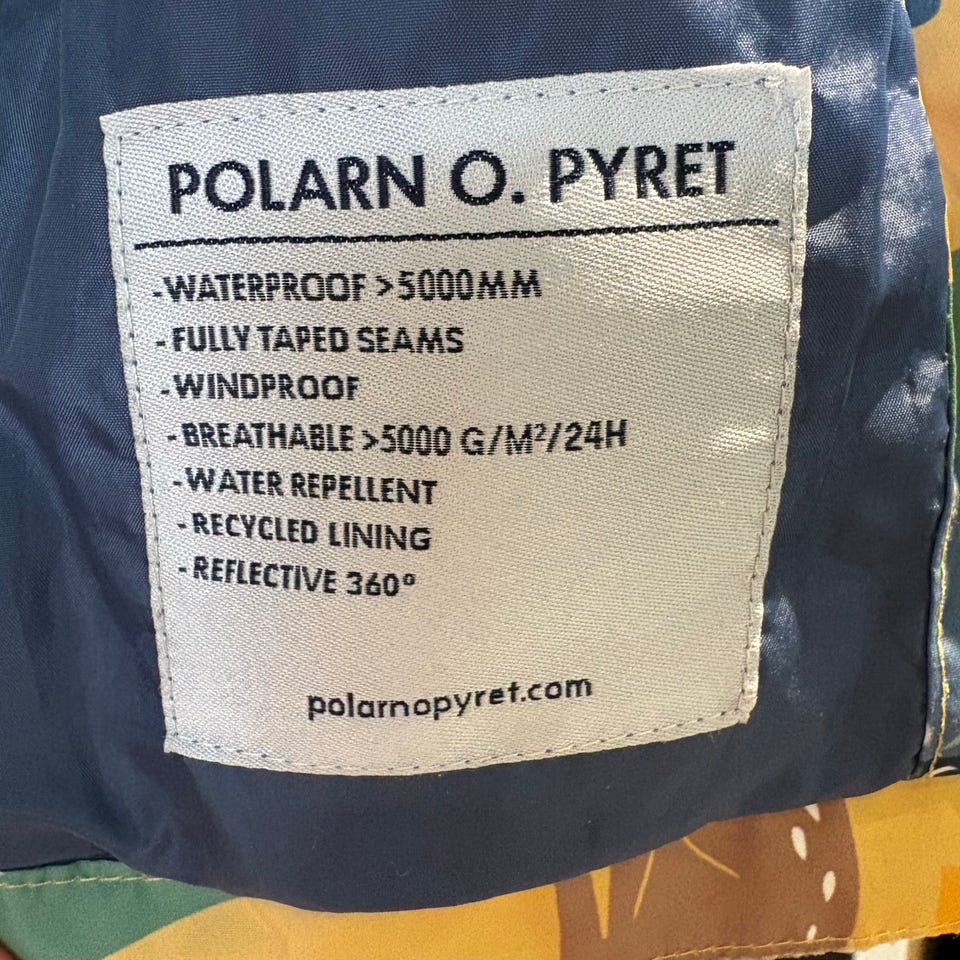 POLARN O. PYRET
-WATERPROOF >5000MM
-FULLY TAPED SEAMS
-WINDPROOF
-BREATHABLE >5000 G/M²/24H
-WATER REPELLENT
-RECYCLED LINING
-REFLECTIVE 360°
polarnopyret.com